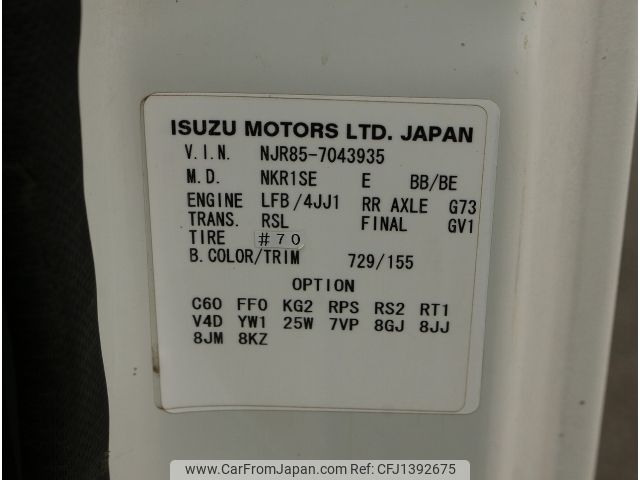 ISUZU MOTORS LTD. JAPAN
V.I.N. NJR85-7043935
M.D. NKR1SE E BB/BE
ENGINE LFB/4JJ1 RR AXLE G73
TRANS. RSL FINAL GV1
TIRE #70
B.COLOR/TRIM 729/155
OPTION
C60 FF0 KG2 RPS RS2 RT1
V4D YW1 25W 7VP 8GJ 8JJ
8JM 8KZ
www.CarFromJapan.com - CFJ1392675